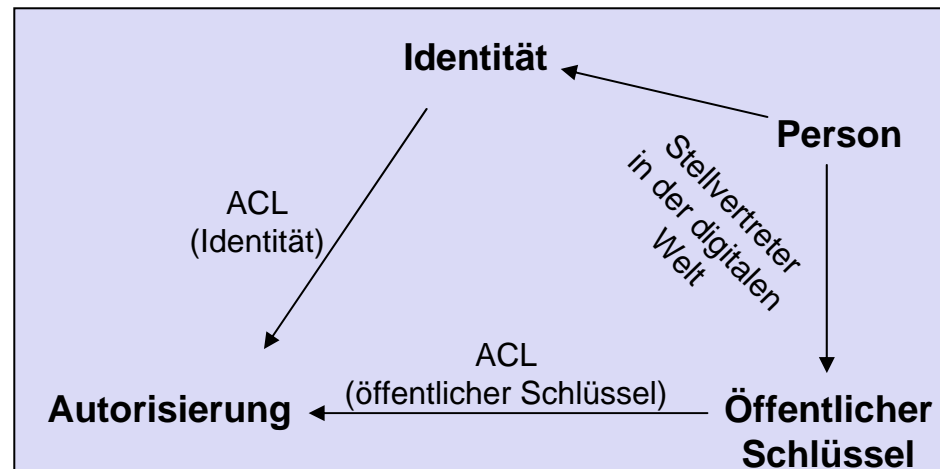 Identität
Person
Stellvertreter
in der digitalen
Welt
ACL
(Identität)
ACL
(öffentlicher Schlüssel)
Autorisierung
Öffentlicher
Schlüssel